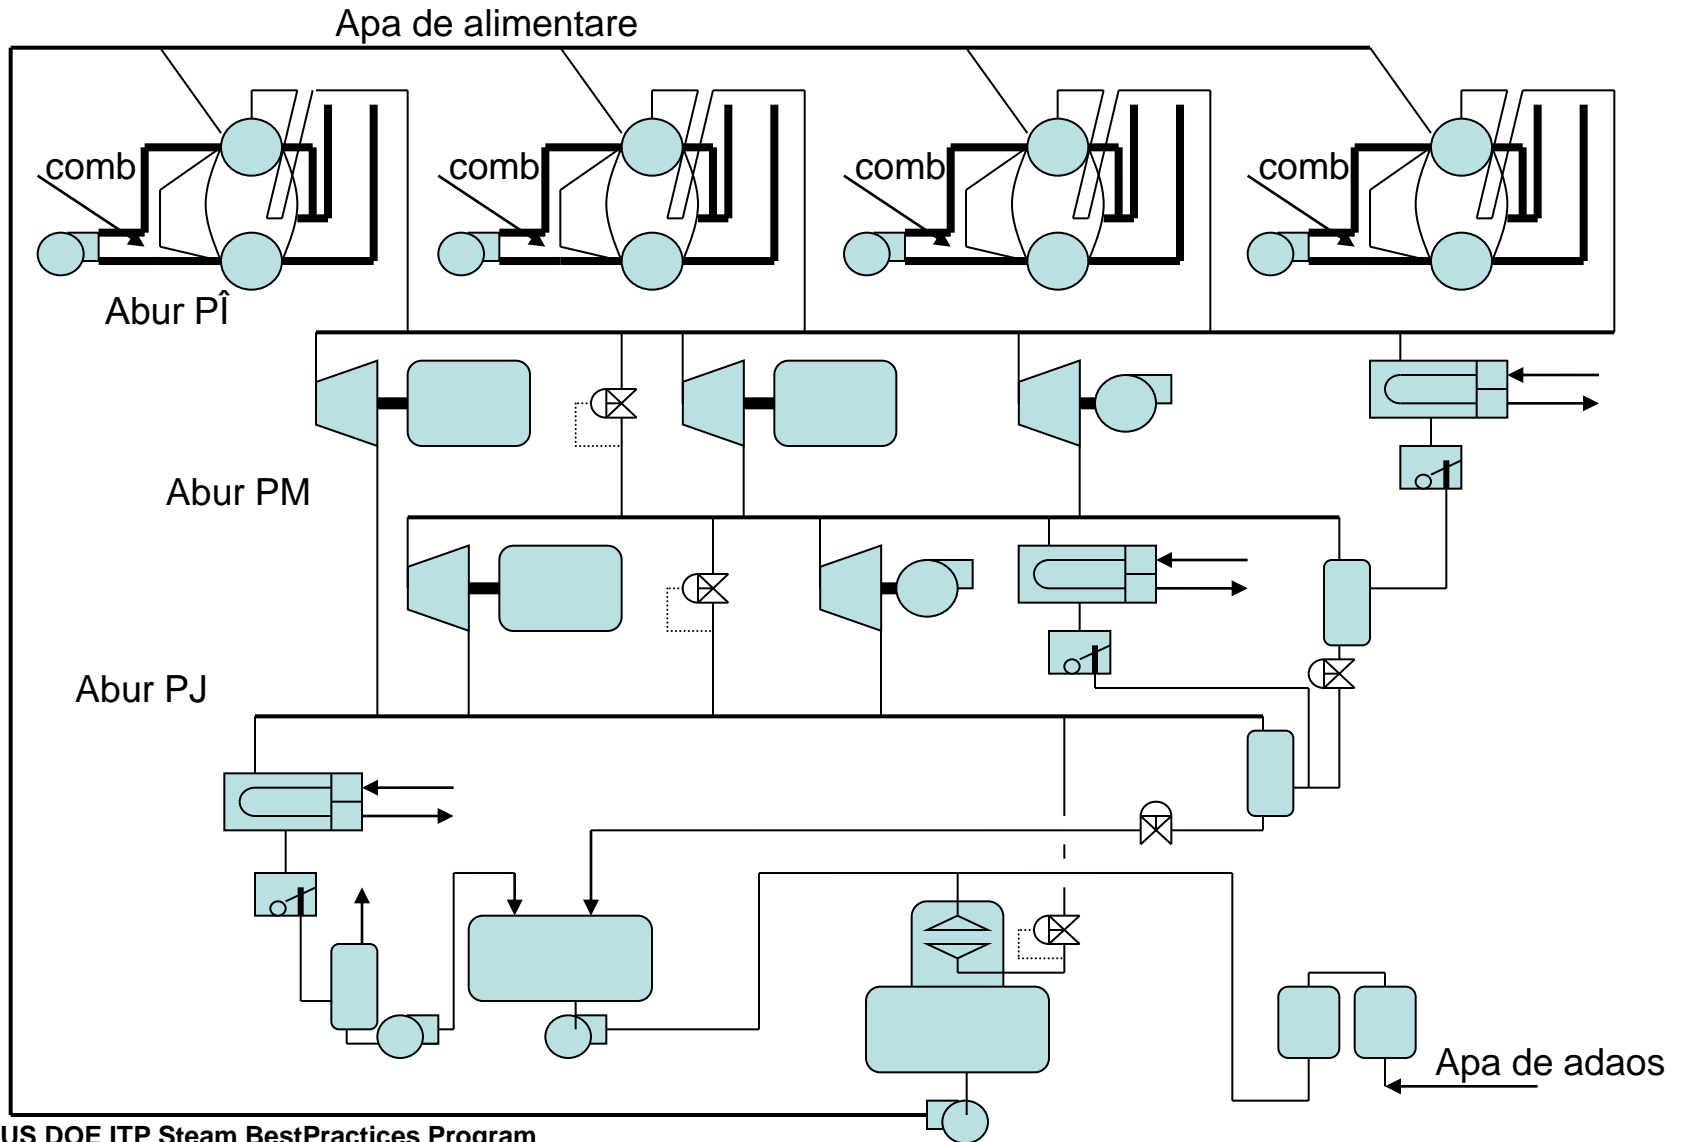 Apa de alimentare
comb
comb
comb
comb
Abur PÎ
Abur PM
Abur PJ
Apa de adaos
US DOE ITP Steam BestPractices Program